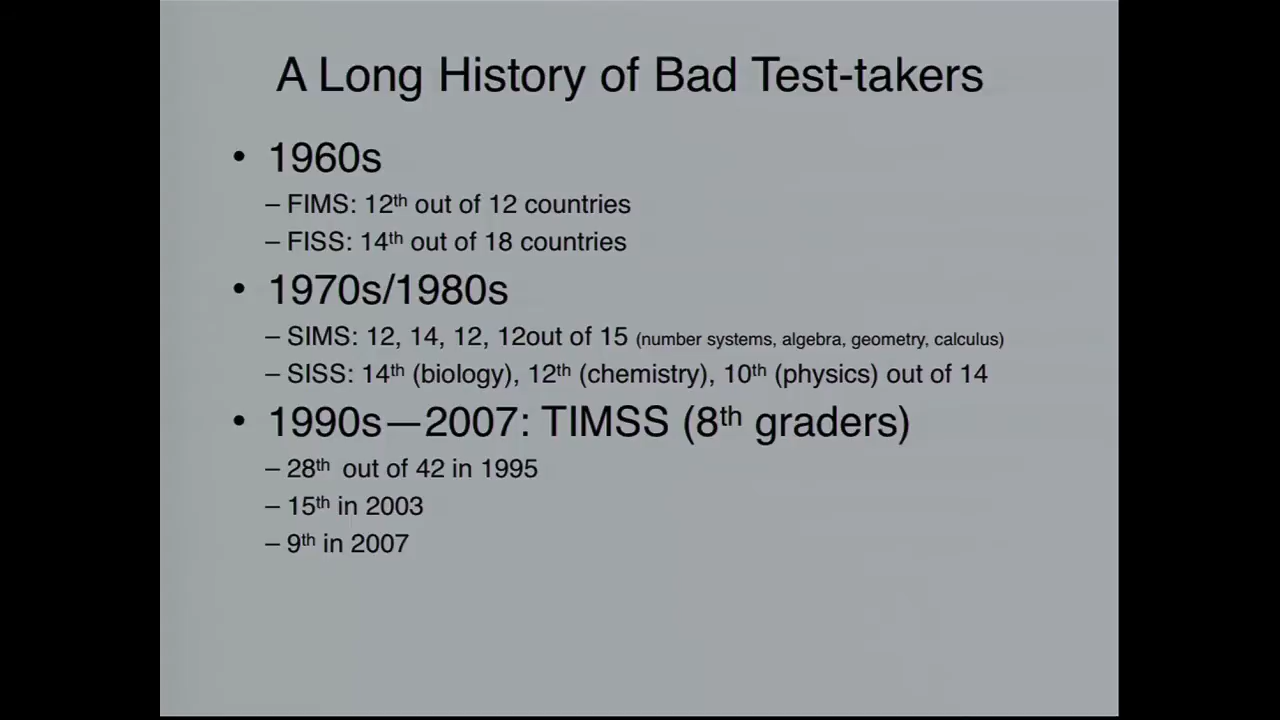 A Long History of Bad Test-takers
• 1960s
– FIMS: 12th out of 12 countries
– FISS: 14th out of 18 countries
• 1970s/1980s
– SIMS: 12, 14, 12, 12out of 15 (number systems, algebra, geometry, calculus)
– SISS: 14th (biology), 12th (chemistry), 10th (physics) out of 14
• 1990s—2007: TIMSS (8th graders)
– 28th out of 42 in 1995
– 15th in 2003
– 9th in 2007